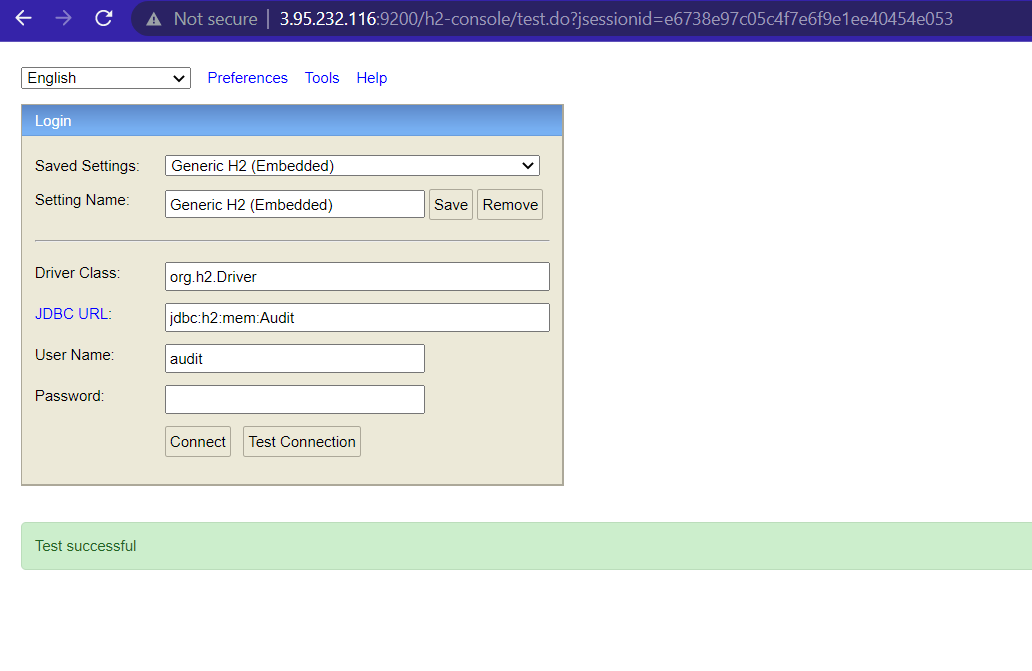 Not secure | 3.95.232.116:9200/h2-console/test.do?jsessionid=e6738e97c05c4f7e6f9e1ee40454e053
English Preferences Tools Help
Login
Saved Settings: Generic H2 (Embedded)
Setting Name: Generic H2 (Embedded) Save Remove
Driver Class: org.h2.Driver
JDBC URL: jdbc:h2:mem:Audit
User Name: audit
Password:
Connect Test Connection
Test successful